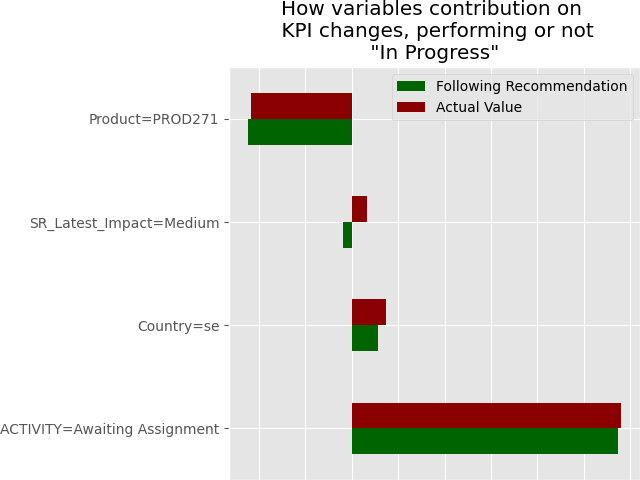 How variables contribution on
KPI changes, performing or not
"In Progress"
Following Recommendation
Actual Value
Product=PROD271
SR_Latest_Impact=Medium
Country=se
ACTIVITY=Awaiting Assignment